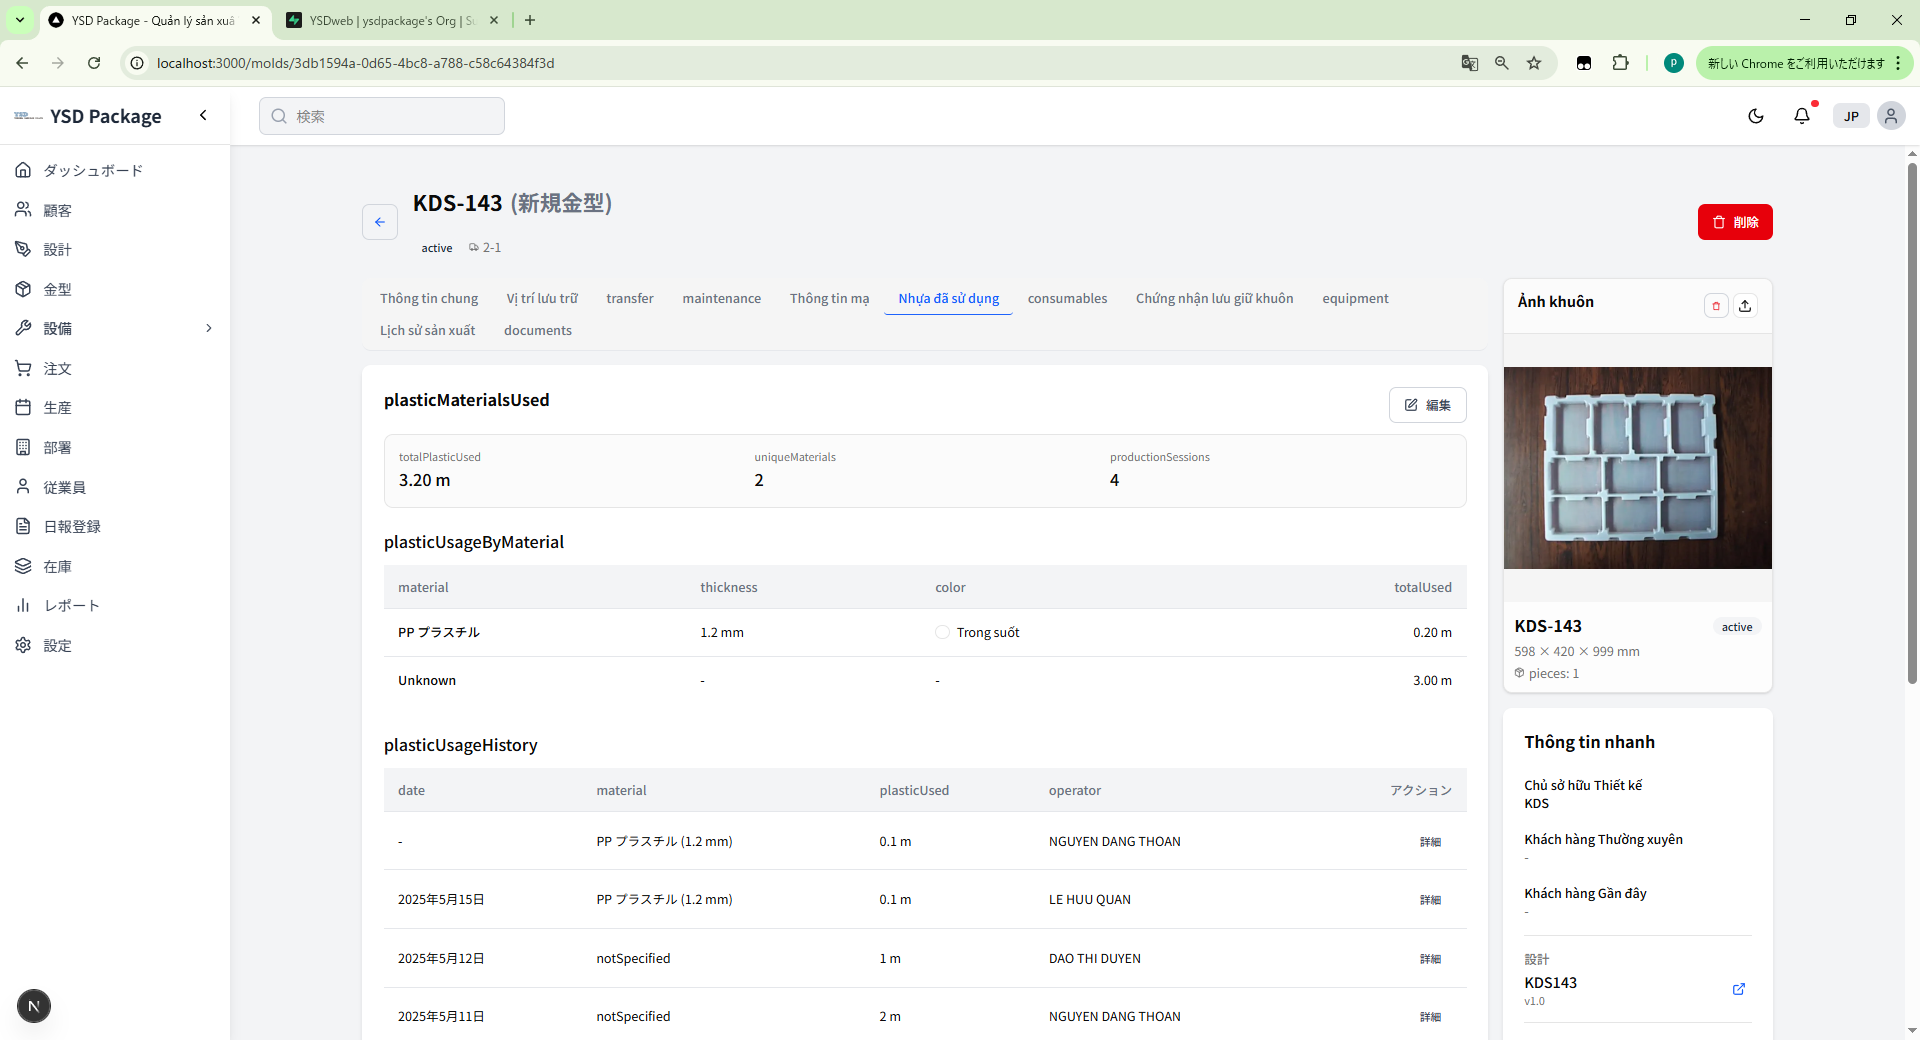 YSD Package - Quản lý sản xuấ
YSDweb | ysdpackage's Org | Su
localhost:3000/molds/3db1594a-0d65-4bc8-a788-c58c64384f3d
P
新しい Chrome をご利用いただけます
YSD
YSD Package
検索
JP
ダッシュボード
顧客
設計
金型
設備
注文
生産
部署
従業員
日報登録
在庫
レポート
設定
N
KDS-143 (新規金型)
active
2-1
削除
Thông tin chung
Vị trí lưu trữ
transfer
maintenance
Thông tin mạ
Nhựa đã sử dụng
consumables
Chứng nhận lưu giữ khuôn
equipment
Lịch sử sản xuất
documents
plasticMaterialsUsed
編集
totalPlasticUsed
3.20 m
uniqueMaterials
2
productionSessions
4
plasticUsageByMaterial
material thickness color totalUsed
PP プラスチル 1.2 mm Trong suốt 0.20 m
Unknown - - 3.00 m
plasticUsageHistory
date material plasticUsed operator アクション
- PP プラスチル (1.2 mm) 0.1 m NGUYEN DANG THOAN 詳細
2025年5月15日 PP プラスチル (1.2 mm) 0.1 m LE HUU QUAN 詳細
2025年5月12日 notSpecified 1 m DAO THI DUYEN 詳細
2025年5月11日 notSpecified 2 m NGUYEN DANG THOAN 詳細
Ảnh khuôn
KDS-143
active
598 × 420 × 999 mm
pieces: 1
Thông tin nhanh
Chủ sở hữu Thiết kế
KDS
Khách hàng Thường xuyên
-
Khách hàng Gần đây
-
設計
KDS143
v1.0